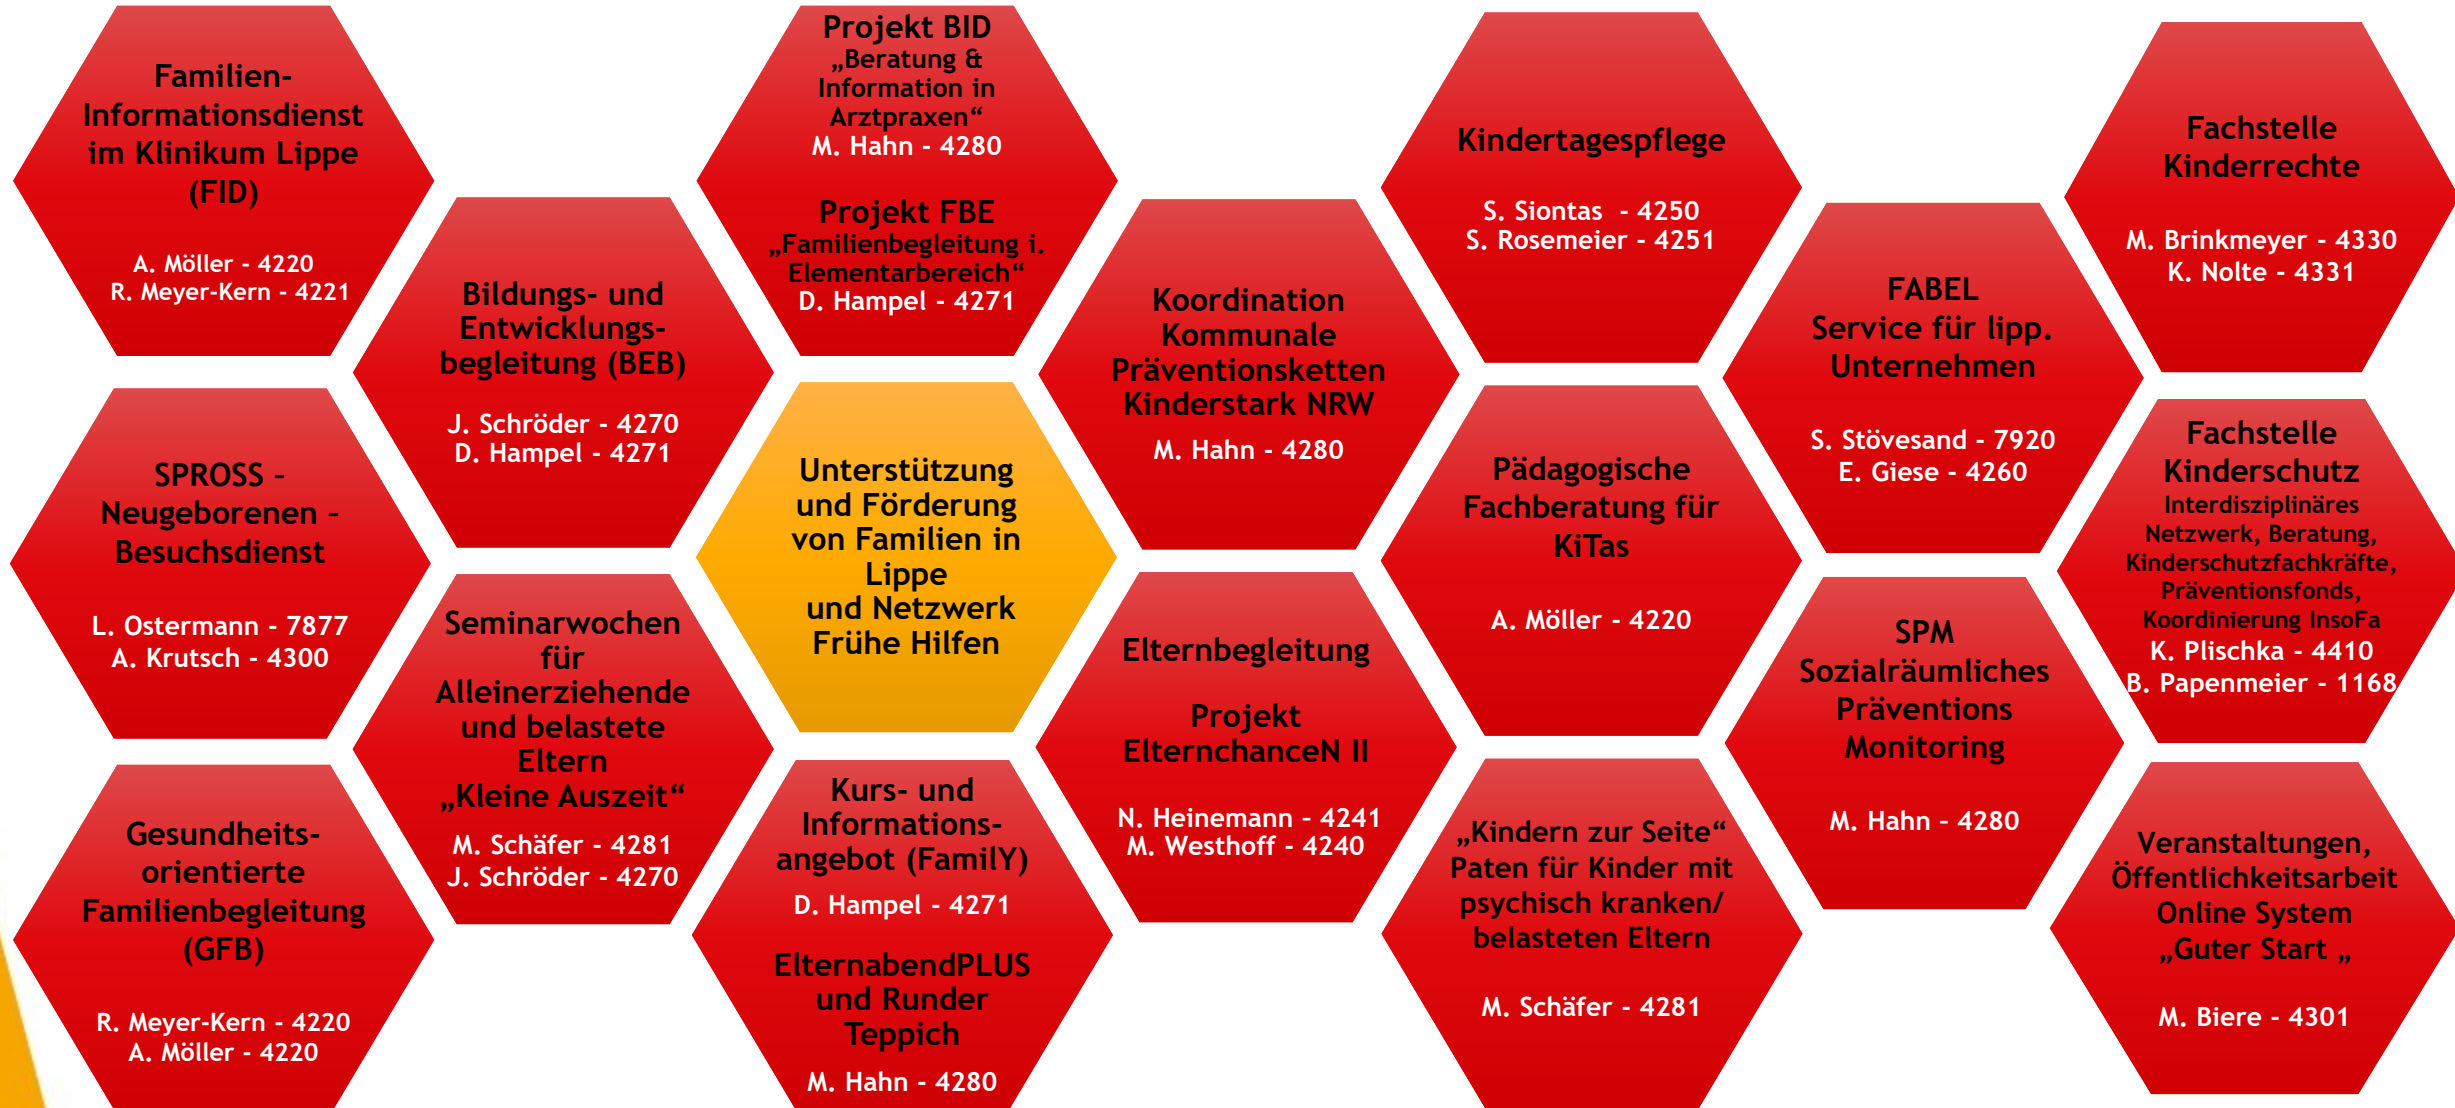 Familien-
Informationsdienst
im Klinikum Lippe
(FID)
A. Möller - 4220
R. Meyer-Kern - 4221
SPROSS –
Neugeborenen –
Besuchsdienst
L. Ostermann - 7877
A. Krutsch - 4300
Gesundheits-
orientierte
Familienbegleitung
(GFB)
R. Meyer-Kern - 4220
A. Möller - 4220
Bildungs- und
Entwicklungs-
begleitung (BEB)
J. Schröder - 4270
D. Hampel - 4271
Seminarwochen
für
Alleinerziehende
und belastete
Eltern
„Kleine Auszeit“
M. Schäfer - 4281
J. Schröder - 4270
Projekt BID
„Beratung &
Information in
Arztpraxen“
M. Hahn - 4280
Projekt FBE
„Familienbegleitung i.
Elementarbereich“
D. Hampel - 4271
Unterstützung
und Förderung
von Familien in
Lippe
und Netzwerk
Frühe Hilfen
Kurs- und
Informations-
angebot (FamilY)
D. Hampel - 4271
ElternabendPLUS
und Runder
Teppich
M. Hahn - 4280
Koordination
Kommunale
Präventionsketten
Kinderstark NRW
M. Hahn - 4280
Elternbegleitung
Projekt
ElternchanceN II
N. Heinemann – 4241
M. Westhoff - 4240
Kindertagespflege
S. Siontas - 4250
S. Rosemeier - 4251
Pädagogische
Fachberatung für
KiTas
A. Möller - 4220
„Kindern zur Seite“
Paten für Kinder mit
psychisch kranken/
belasteten Eltern
M. Schäfer - 4281
FABEL
Service für lipp.
Unternehmen
S. Stövesand - 7920
E. Giese - 4260
SPM
Sozialräumliches
Präventions
Monitoring
M. Hahn – 4280
Fachstelle
Kinderrechte
M. Brinkmeyer - 4330
K. Nolte - 4331
Fachstelle
Kinderschutz
Interdisziplinäres
Netzwerk, Beratung,
Kinderschutzfachkräfte,
Präventionsfonds,
Koordinierung InsoFa
K. Plischka - 4410
B. Papenmeier - 1168
Veranstaltungen,
Öffentlichkeitsarbeit
Online System
„Guter Start „
M. Biere - 4301